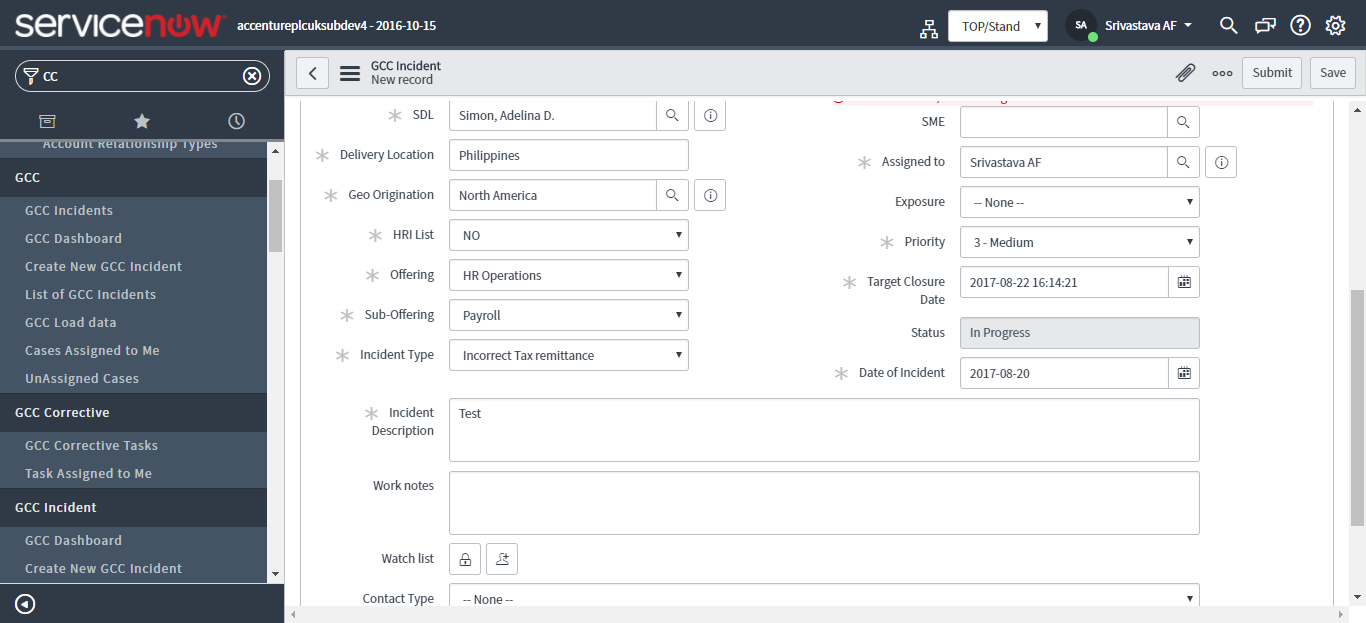 servicenow accentureplcuksubdev4 - 2016-10-15
TOP/Stand
SA
Srivastava AF
CC
Account Relationship Types
GCC
GCC Incidents
GCC Dashboard
Create New GCC Incident
List of GCC Incidents
GCC Load data
Cases Assigned to Me
UnAssigned Cases
GCC Corrective
GCC Corrective Tasks
Task Assigned to Me
GCC Incident
GCC Dashboard
Create New GCC Incident
GCC Incident
New record
Submit
Save
SDL
Simon, Adelina D.
Delivery Location
Philippines
Geo Origination
North America
HRI List
NO
Offering
HR Operations
Sub-Offering
Payroll
Incident Type
Incorrect Tax remittance
SME
Assigned to
Srivastava AF
Exposure
-- None --
Priority
3 - Medium
Target Closure
Date
2017-08-22 16:14:21
Status
In Progress
Date of Incident
2017-08-20
Incident
Description
Test
Work notes
Watch list
Contact Type
-- None --